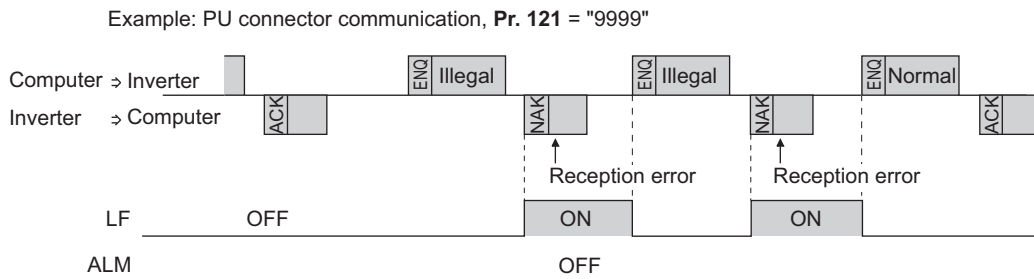 Example: PU connector communication, Pr. 121 = "9999"
ENQ Illegal ENQ Illegal ENQ Normal
Computer ⇒ Inverter
Inverter ⇒ Computer
ACK NAK NAK ACK
Reception error Reception error
LF OFF ON ON
ALM OFF